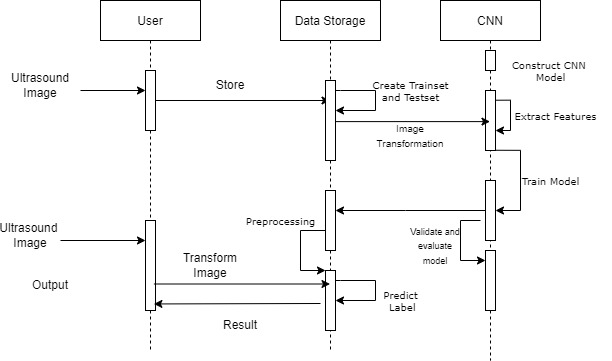 User
Data Storage
CNN
Construct CNN
Model
Ultrasound
Image
Store
Create Trainset
and Testset
Extract Features
Image
Transformation
Train Model
Preprocessing
Ultrasound
Image
Validate and
evaluate
model
Transform
Image
Output
Predict
Label
Result